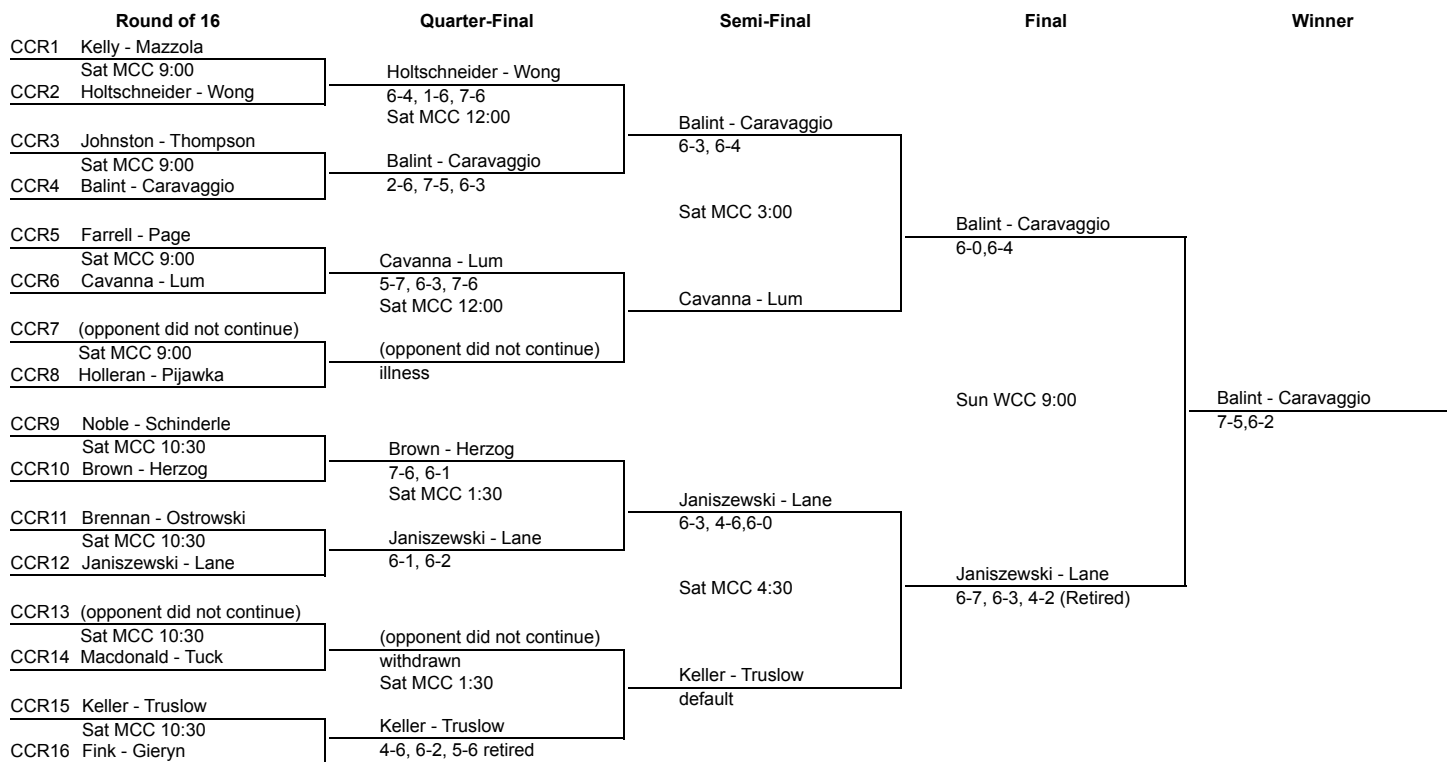 Round of 16 Quarter-Final Semi-Final Final Winner
CCR1 Kelly - Mazzola
Sat MCC 9:00
CCR2 Holtschneider - Wong
CCR3 Johnston - Thompson
Sat MCC 9:00
CCR4 Balint - Caravaggio
CCR5 Farrell - Page
Sat MCC 9:00
CCR6 Cavanna - Lum
CCR7 (opponent did not continue)
Sat MCC 9:00
CCR8 Holleran - Pijawka
CCR9 Noble - Schinderle
Sat MCC 10:30
CCR10 Brown - Herzog
CCR11 Brennan - Ostrowski
Sat MCC 10:30
CCR12 Janiszewski - Lane
CCR13 (opponent did not continue)
Sat MCC 10:30
CCR14 Macdonald - Tuck
CCR15 Keller - Truslow
Sat MCC 10:30
CCR16 Fink - Gieryn
Holtschneider - Wong
6-4, 1-6, 7-6
Sat MCC 12:00
Balint - Caravaggio
2-6, 7-5, 6-3
Cavanna - Lum
5-7, 6-3, 7-6
Sat MCC 12:00
(opponent did not continue)
illness
Brown - Herzog
7-6, 6-1
Sat MCC 1:30
Janiszewski - Lane
6-1, 6-2
(opponent did not continue)
withdrawn
Sat MCC 1:30
Keller - Truslow
4-6, 6-2, 5-6 retired
Balint - Caravaggio
6-3, 6-4
Sat MCC 3:00
Cavanna - Lum
Janiszewski - Lane
6-3, 4-6,6-0
Sat MCC 4:30
Keller - Truslow
default
Balint - Caravaggio
6-0,6-4
Sun WCC 9:00
Janiszewski - Lane
6-7, 6-3, 4-2 (Retired)
Balint - Caravaggio
7-5,6-2